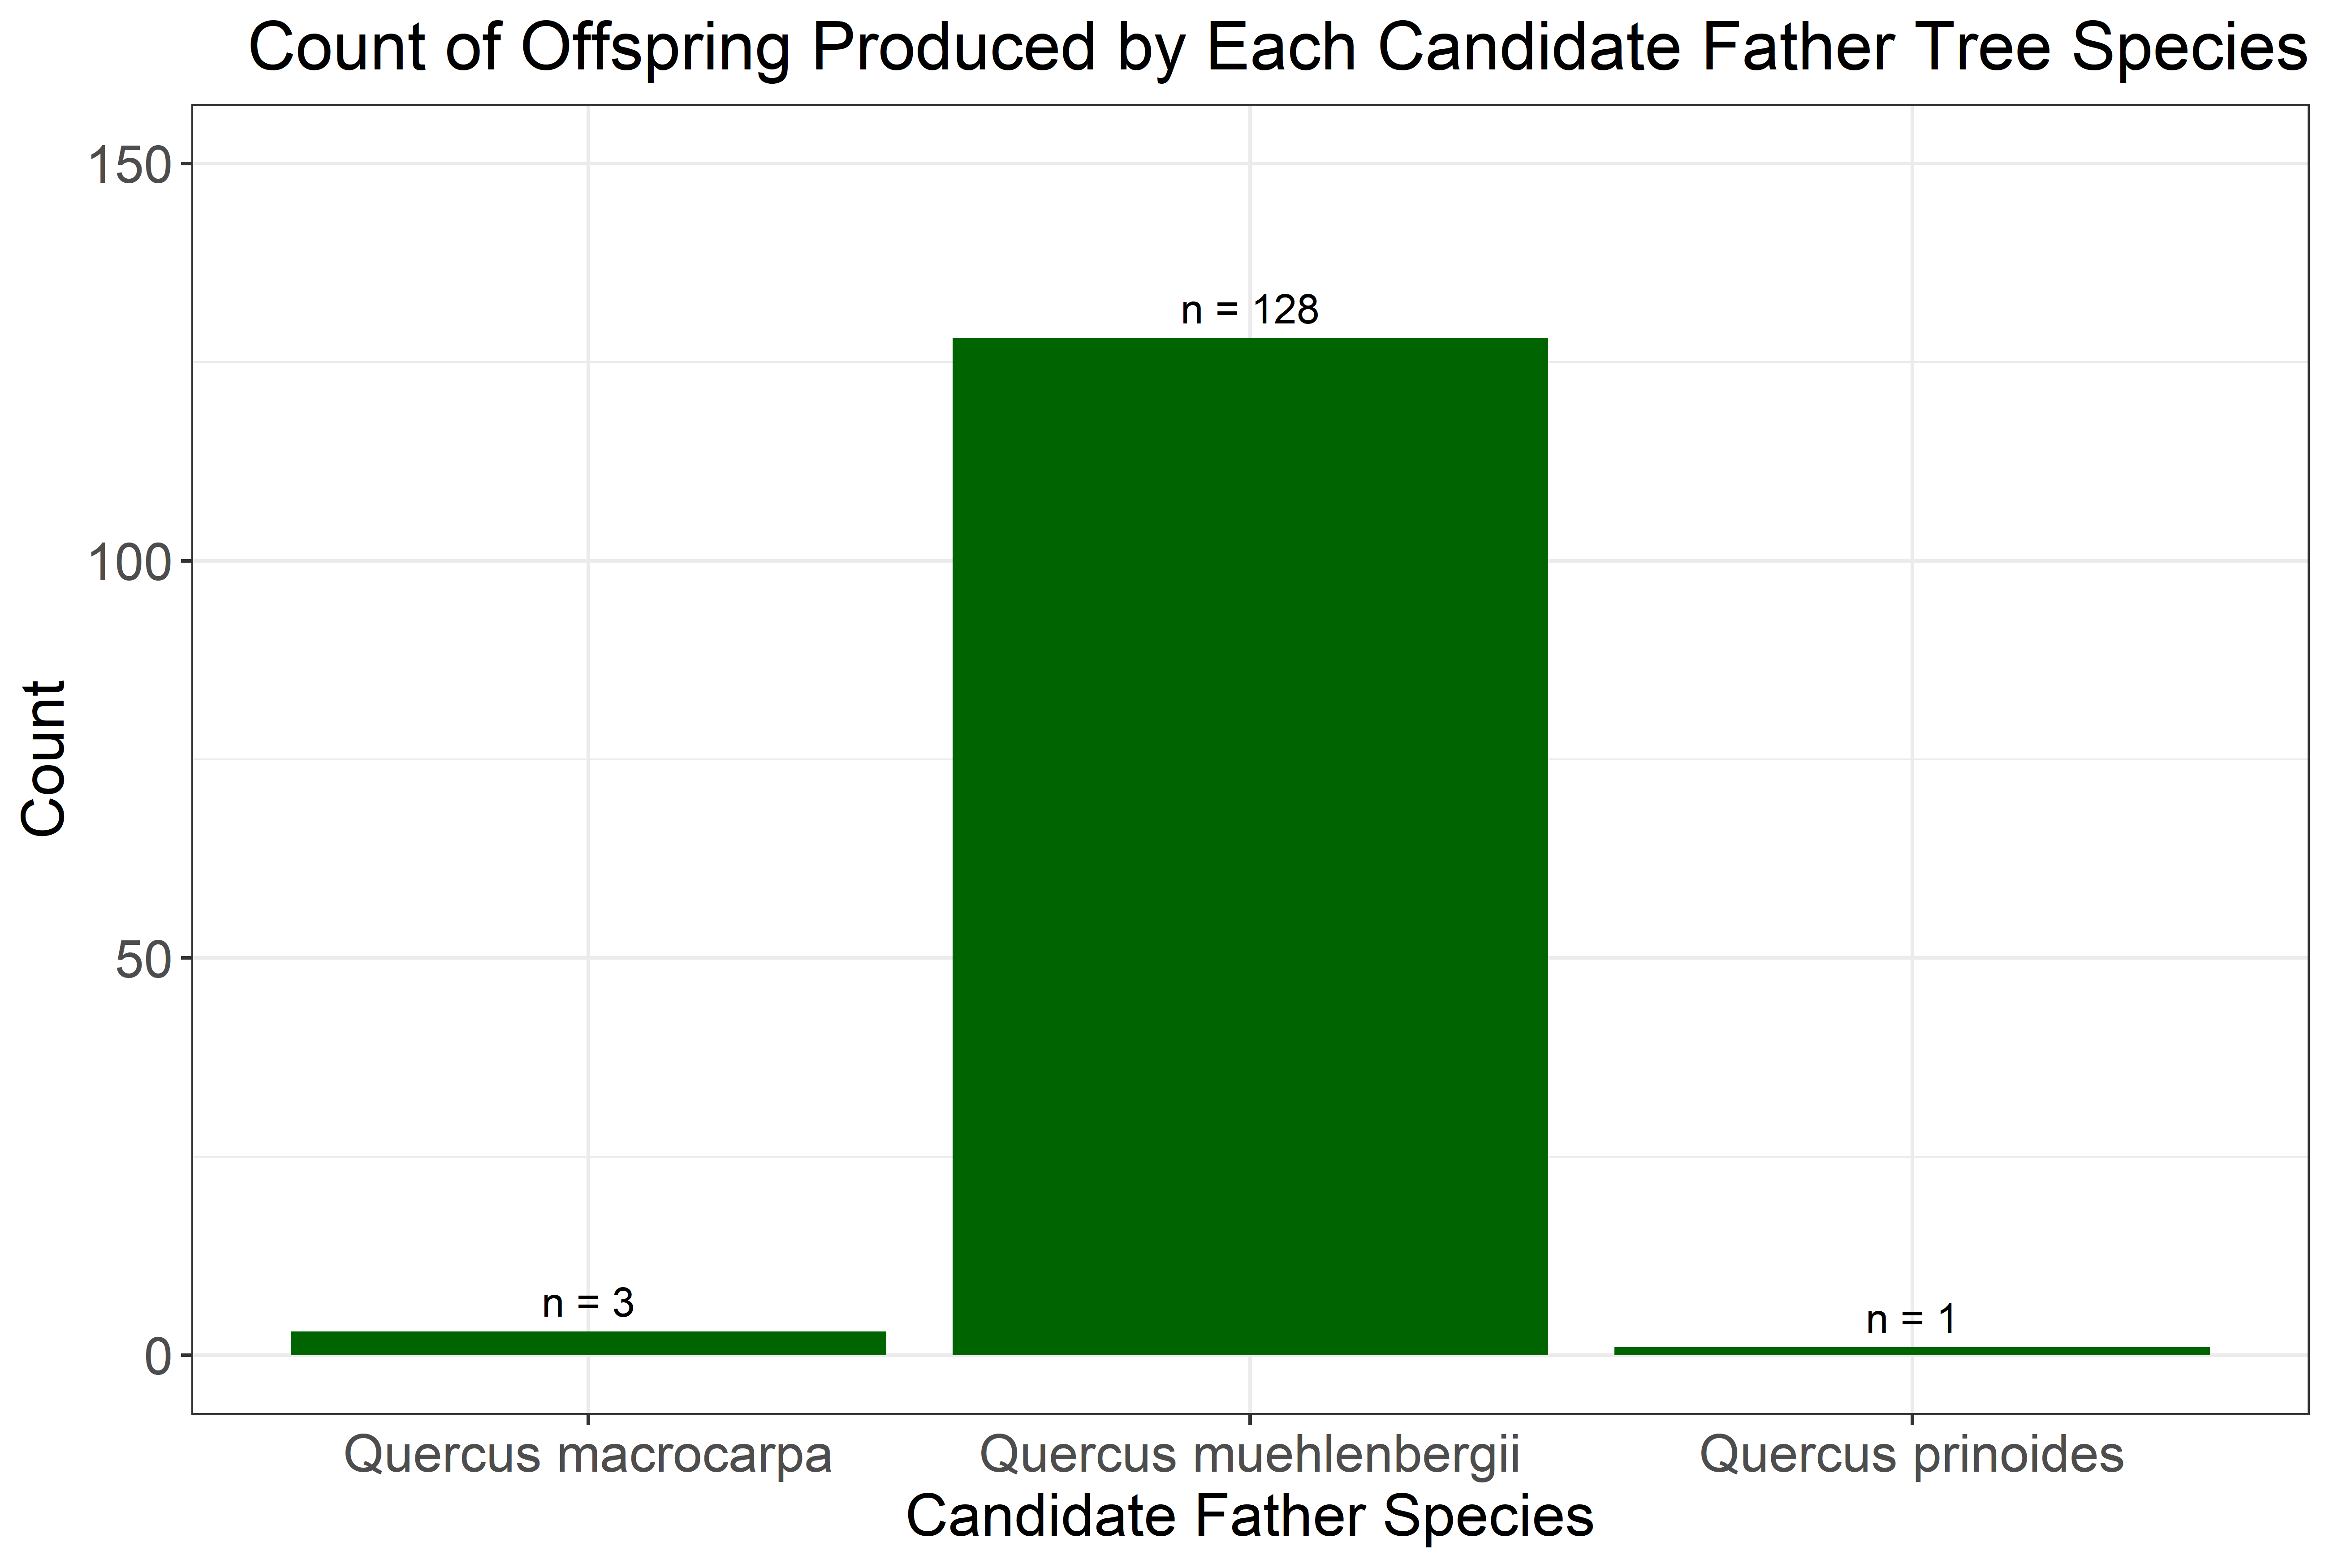 Count of Offspring Produced by Each Candidate Father Tree Species
150
n = 128
100
Count
50
n = 3
n = 1
0
Quercus macrocarpa Quercus muehlenbergii Quercus prinoides
Candidate Father Species